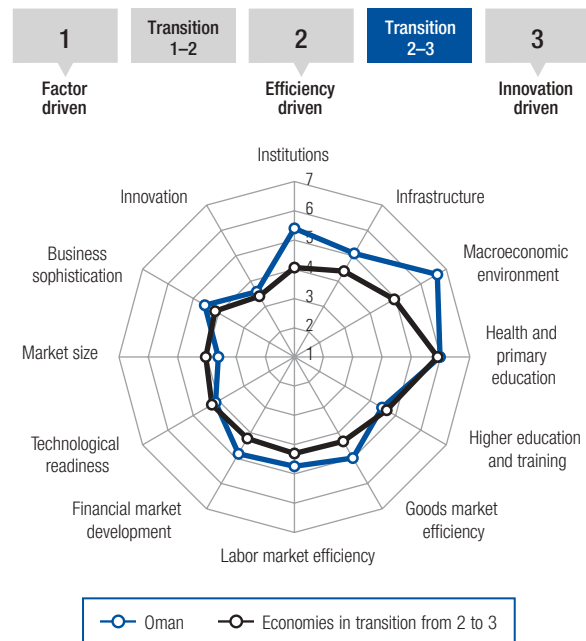 1
Transition
1–2
2
Transition
2–3
3
Factor
driven
Efficiency
driven
Innovation
driven
Institutions
7
Innovation
Infrastructure
6
5
Business
sophistication
Macroeconomic
environment
4
3
2
Market size
1
Health and
primary
education
Technological
readiness
Higher education
and training
Financial market
development
Goods market
efficiency
Labor market efficiency
Oman
Economies in transition from 2 to 3